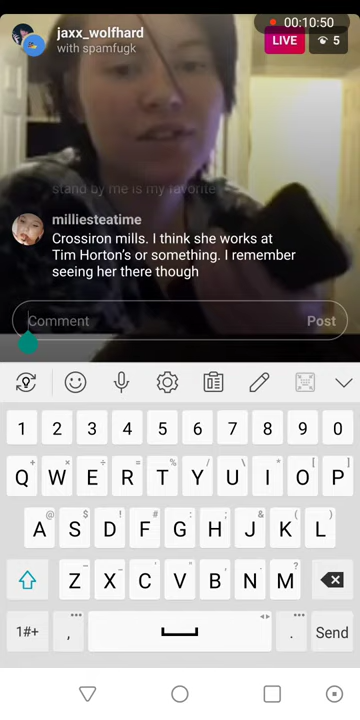 00:10:50
jaxx_wolfhard
with spamfugk
LIVE
5
stand by me is my favorite
milliesteatime
Crossiron mills. I think she works at
Tim Horton's or something. I remember
seeing her there though
Comment
Post
1 2 3 4 5 6 7 8 9 0
+ × ÷ = % / \ * [ ]
Q W E R T Y U I O P
@ $ ! # : ; & ( )
A S D F G H J K L
- _ ~ ' " ?
Z X C V B N M
1#+ , . Send